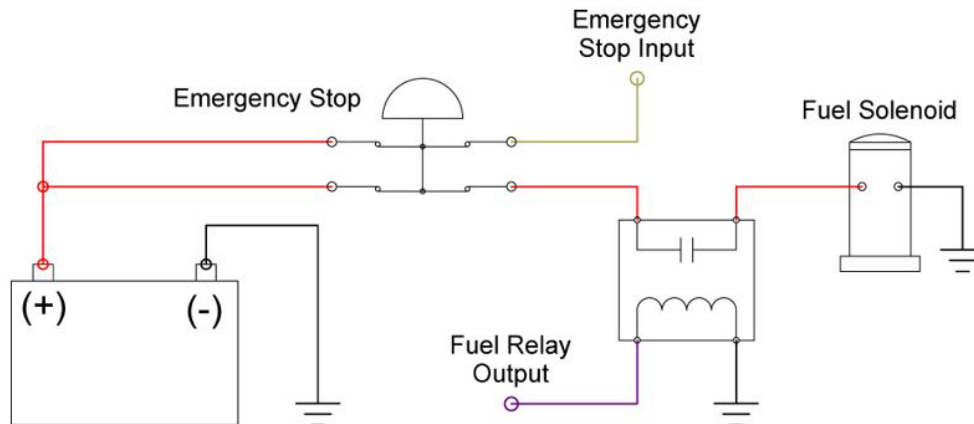 Emergency
Stop Input
Emergency Stop
Fuel Solenoid
(+)
(-)
Fuel Relay
Output